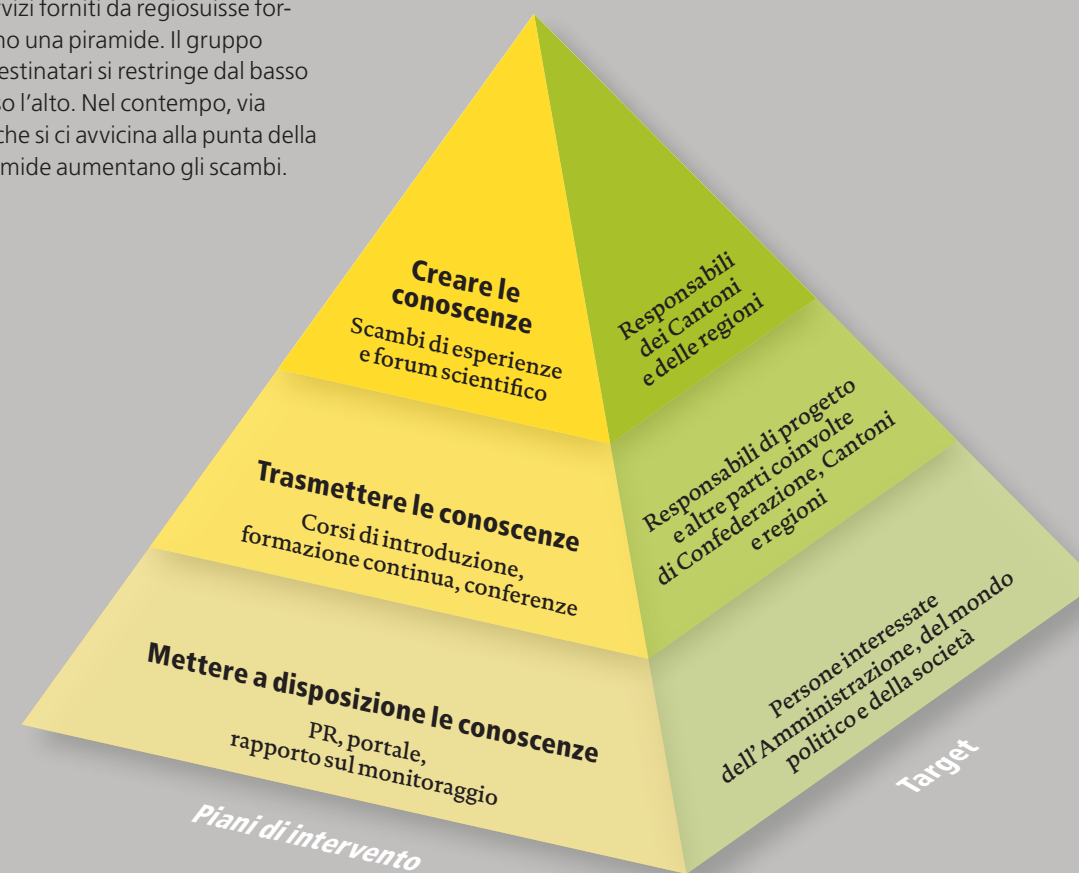 vizi forniti da regiosuisse for-
no una piramide. Il gruppo
estinatari si restringe dal basso
so l'alto. Nel contempo, via
che si ci avvicina alla punta della
mide aumentano gli scambi.
Creare le
conoscenze
Scambi di esperienze
e forum scientifico
Responsabili
dei Cantoni
e delle regioni
Trasmettere le conoscenze
Corsi di introduzione,
formazione continua, conferenze
Responsabili di progetto
e altre parti coinvolte
di Confederazione, Cantoni
e regioni
Mettere a disposizione le conoscenze
PR, portale,
rapporto sul monitoraggio
Persone interessate
dell'Amministrazione, del mondo
politico e della società
Piani di intervento
Target